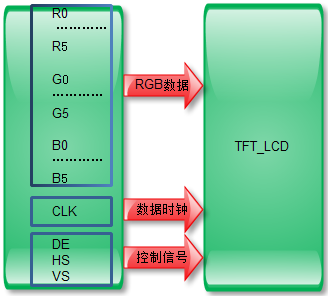 R0
............
R5
G0
............
G5
B0
............
B5
CLK
DE
HS
VS
RGB数据
数据时钟
控制信号
TFT_LCD